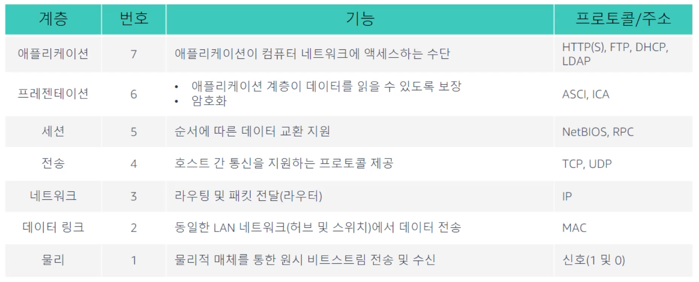 계층 번호 기능 프로토콜/주소
애플리케이션 7 애플리케이션이 컴퓨터 네트워크에 액세스하는 수단 HTTP(S), FTP, DHCP,
LDAP
프레젠테이션 6 • 애플리케이션 계층이 데이터를 읽을 수 있도록 보장 ASCI, ICA
• 암호화
세션 5 순서에 따른 데이터 교환 지원 NetBIOS, RPC
전송 4 호스트 간 통신을 지원하는 프로토콜 제공 TCP, UDP
네트워크 3 라우팅 및 패킷 전달(라우터) IP
데이터 링크 2 동일한 LAN 네트워크(허브 및 스위치)에서 데이터 전송 MAC
물리 1 물리적 매체를 통한 원시 비트스트림 전송 및 수신 신호(1 및 0)